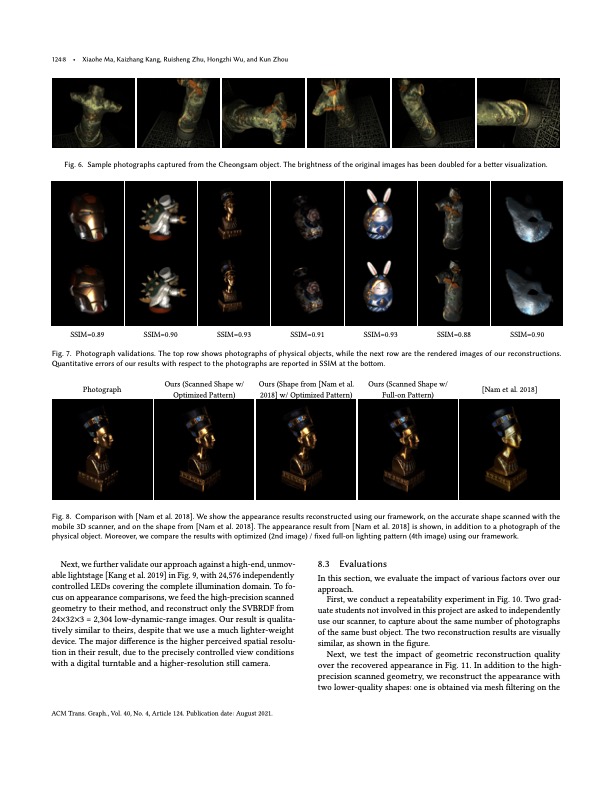 124:8 • Xiaohe Ma, Kaizhang Kang, Ruisheng Zhu, Hongzhi Wu, and Kun Zhou
Fig. 6. Sample photographs captured from the Cheongsam object. The brightness of the original images has been doubled for a better visualization.
SSIM=0.89 SSIM=0.90 SSIM=0.93 SSIM=0.91 SSIM=0.93 SSIM=0.88 SSIM=0.90
Fig. 7. Photograph validations. The top row shows photographs of physical objects, while the next row are the rendered images of our reconstructions.
Quantitative errors of our results with respect to the photographs are reported in SSIM at the bottom.
Photograph
Ours (Scanned Shape w/
Optimized Pattern)
Ours (Shape from [Nam et al.
2018] w/ Optimized Pattern)
Ours (Scanned Shape w/
Full-on Pattern)
[Nam et al. 2018]
Fig. 8. Comparison with [Nam et al. 2018]. We show the appearance results reconstructed using our framework, on the accurate shape scanned with the
mobile 3D scanner, and on the shape from [Nam et al. 2018]. The appearance result from [Nam et al. 2018] is shown, in addition to a photograph of the
physical object. Moreover, we compare the results with optimized (2nd image) / fixed full-on lighting pattern (4th image) using our framework.
Next, we further validate our approach against a high-end, unmov-
able lightstage [Kang et al. 2019] in Fig. 9, with 24,576 independently
controlled LEDs covering the complete illumination domain. To fo-
cus on appearance comparisons, we feed the high-precision scanned
geometry to their method, and reconstruct only the SVBRDF from
24×32×3 = 2,304 low-dynamic-range images. Our result is qualita-
tively similar to theirs, despite that we use a much lighter-weight
device. The major difference is the higher perceived spatial resolu-
tion in their result, due to the precisely controlled view conditions
with a digital turntable and a higher-resolution still camera.
8.3 Evaluations
In this section, we evaluate the impact of various factors over our
approach.
First, we conduct a repeatability experiment in Fig. 10. Two grad-
uate students not involved in this project are asked to independently
use our scanner, to capture about the same number of photographs
of the same bust object. The two reconstruction results are visually
similar, as shown in the figure.
Next, we test the impact of geometric reconstruction quality
over the recovered appearance in Fig. 11. In addition to the high-
precision scanned geometry, we reconstruct the appearance with
two lower-quality shapes: one is obtained via mesh filtering on the
ACM Trans. Graph., Vol. 40, No. 4, Article 124. Publication date: August 2021.